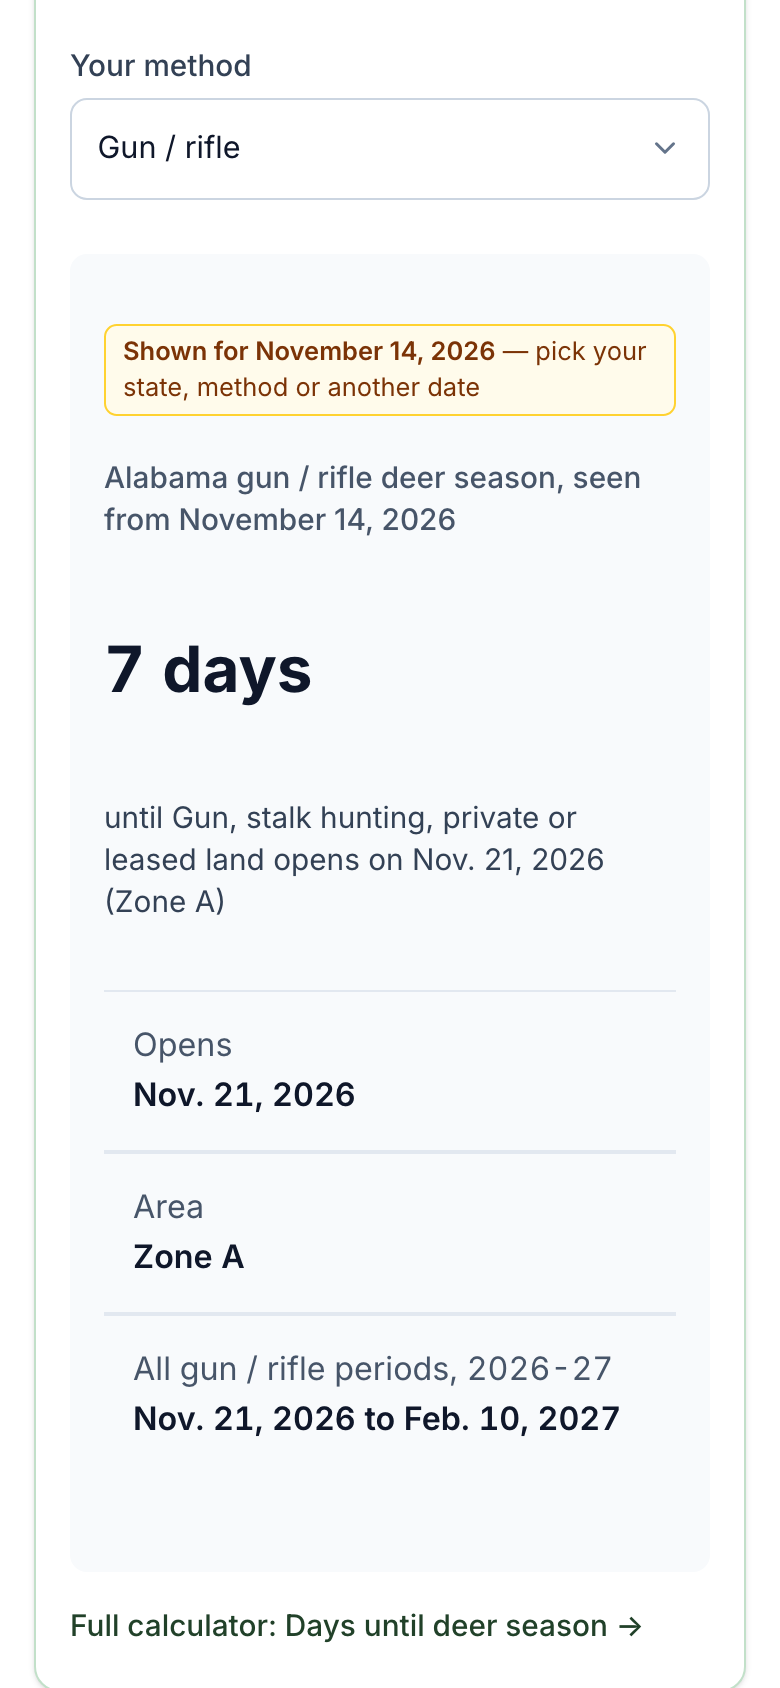 Your method
Gun / rifle
Shown for November 14, 2026 — pick your
state, method or another date
Alabama gun / rifle deer season, seen
from November 14, 2026
7 days
until Gun, stalk hunting, private or
leased land opens on Nov. 21, 2026
(Zone A)
Opens
Nov. 21, 2026
Area
Zone A
All gun / rifle periods, 2026-27
Nov. 21, 2026 to Feb. 10, 2027
Full calculator: Days until deer season →